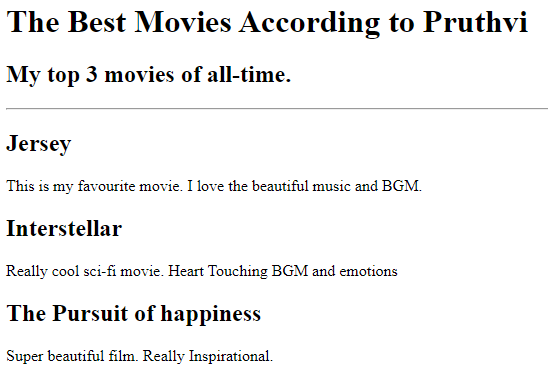 The Best Movies According to Pruthvi
My top 3 movies of all-time.
Jersey
This is my favourite movie. I love the beautiful music and BGM.
Interstellar
Really cool sci-fi movie. Heart Touching BGM and emotions
The Pursuit of happiness
Super beautiful film. Really Inspirational.